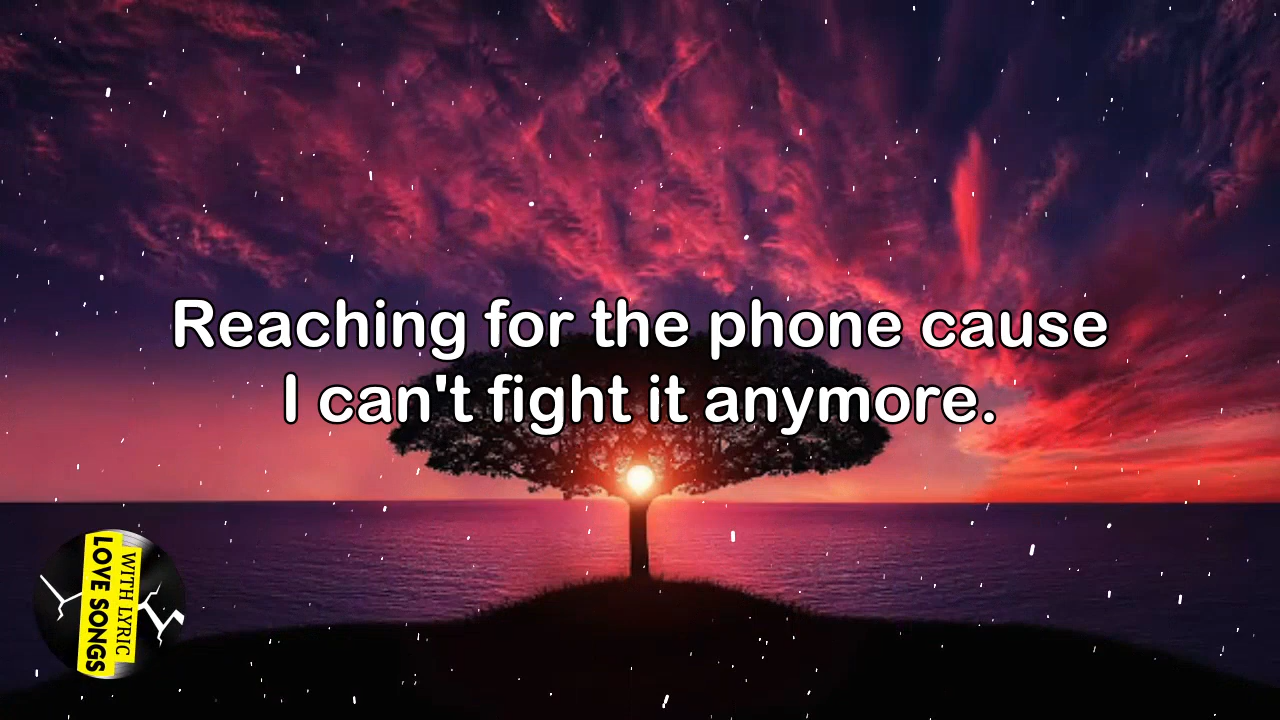 Reaching for the phone cause
I can't fight it anymore.
WITH LYRIC
LOVE SONGS